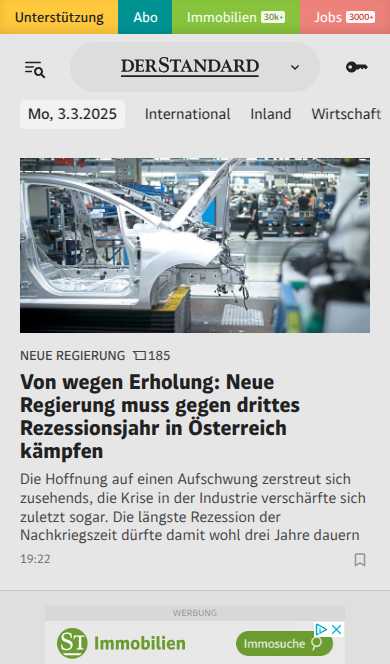 Unterstützung Abo Immobilien 30k+ Jobs 3000+
DERSTANDARD
Mo, 3.3.2025 International Inland Wirtschaft
NEUE REGIERUNG 185
Von wegen Erholung: Neue
Regierung muss gegen drittes
Rezessionsjahr in Österreich
kämpfen
Die Hoffnung auf einen Aufschwung zerstreut sich
zusehends, die Krise in der Industrie verschärfte sich
zuletzt sogar. Die längste Rezession der
Nachkriegszeit dürfte damit wohl drei Jahre dauern
19:22
WERBUNG
ST Immobilien Immosuche